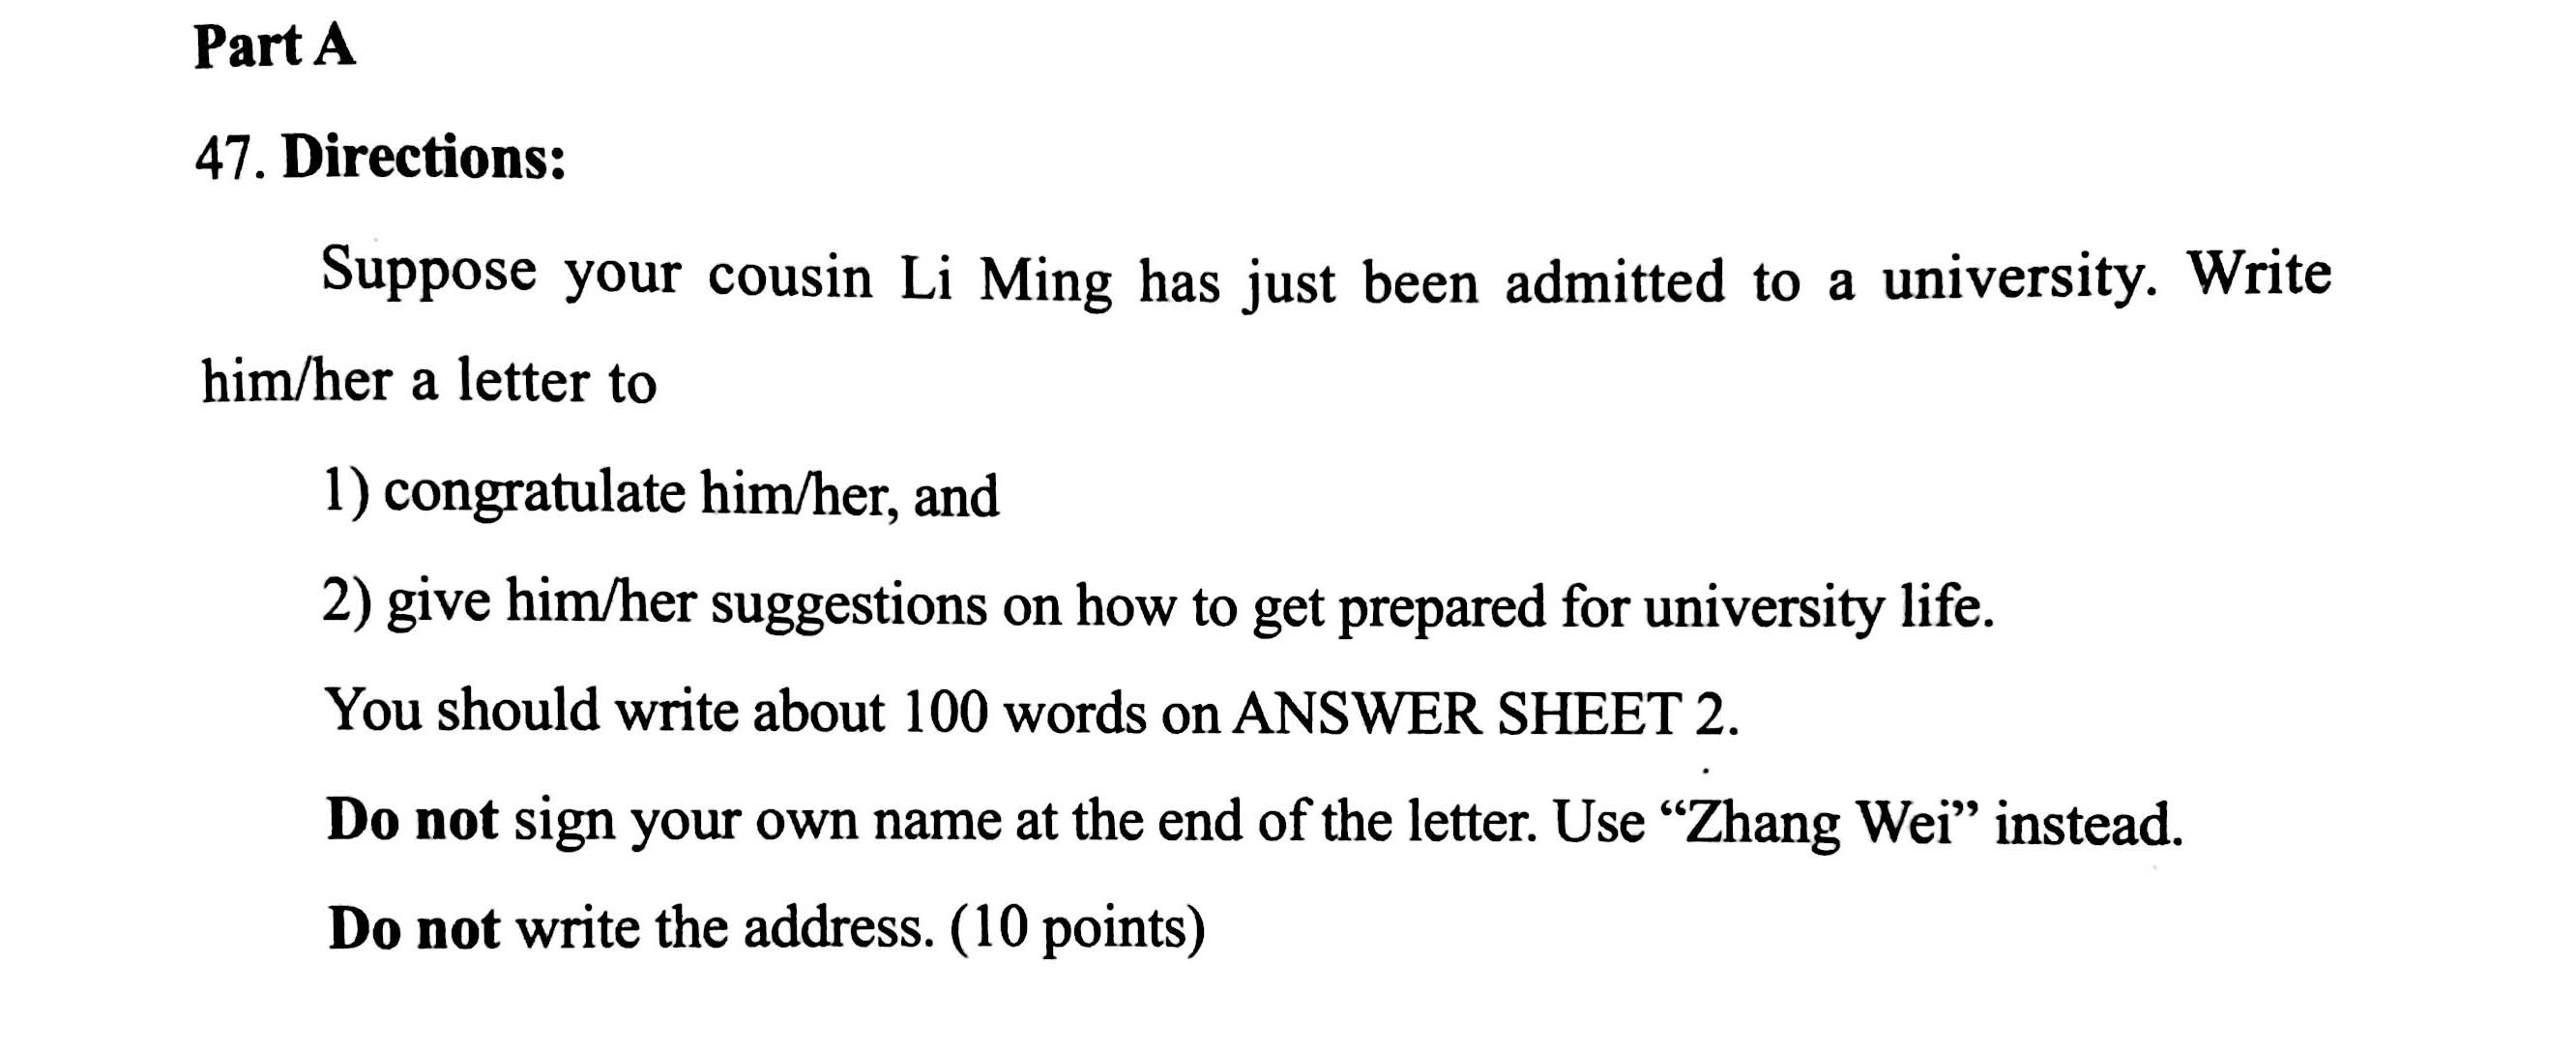 Part A
47. Directions:
Suppose your cousin Li Ming has just been admitted to a university. Write
him/her a letter to
1) congratulate him/her, and
2) give him/her suggestions on how to get prepared for university life.
You should write about 100 words on ANSWER SHEET 2.
Do not sign your own name at the end of the letter. Use “Zhang Wei” instead.
Do not write the address. (10 points)